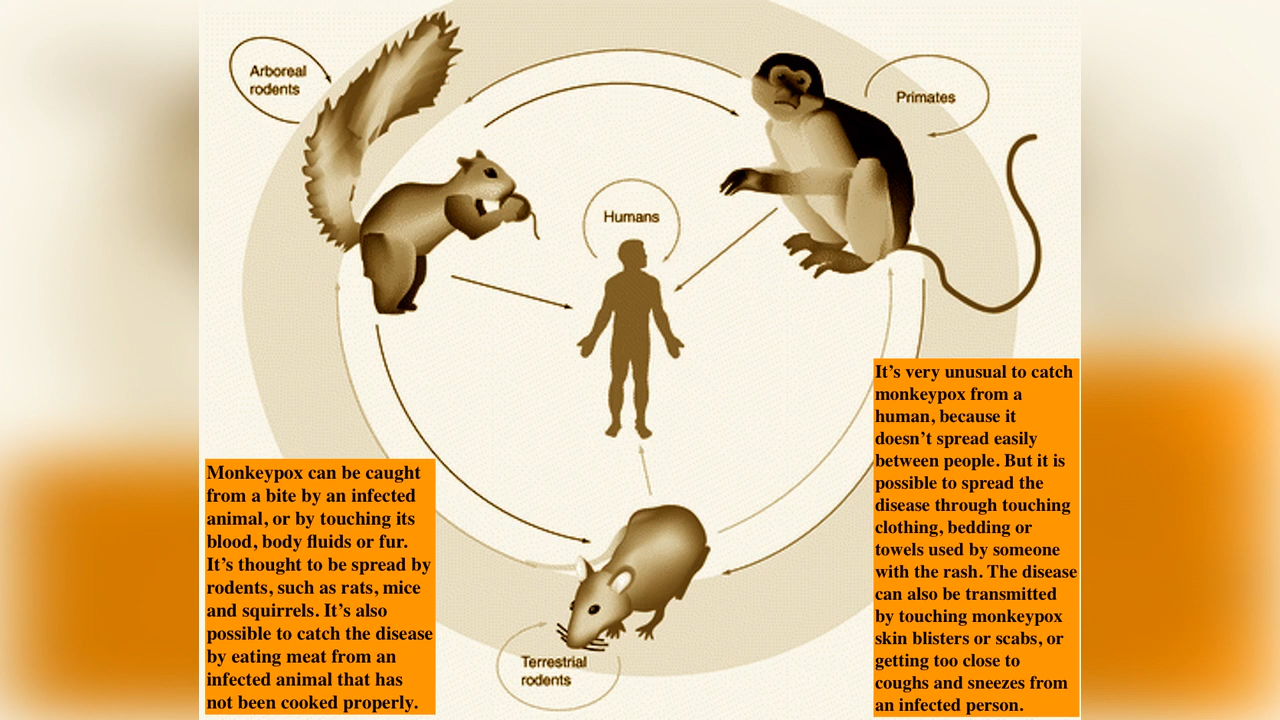 Arboreal
rodents
Primates
Humans
It’s very unusual to catch
monkeypox from a
human, because it
doesn’t spread easily
between people. But it is
possible to spread the
disease through touching
clothing, bedding or
towels used by someone
with the rash. The disease
can also be transmitted
by touching monkeypox
skin blisters or scabs, or
getting too close to
coughs and sneezes from
an infected person.
Monkeypox can be caught
from a bite by an infected
animal, or by touching its
blood, body fluids or fur.
It’s thought to be spread by
rodents, such as rats, mice
and squirrels. It’s also
possible to catch the disease
by eating meat from an
infected animal that has
not been cooked properly.
Terrestrial
rodents